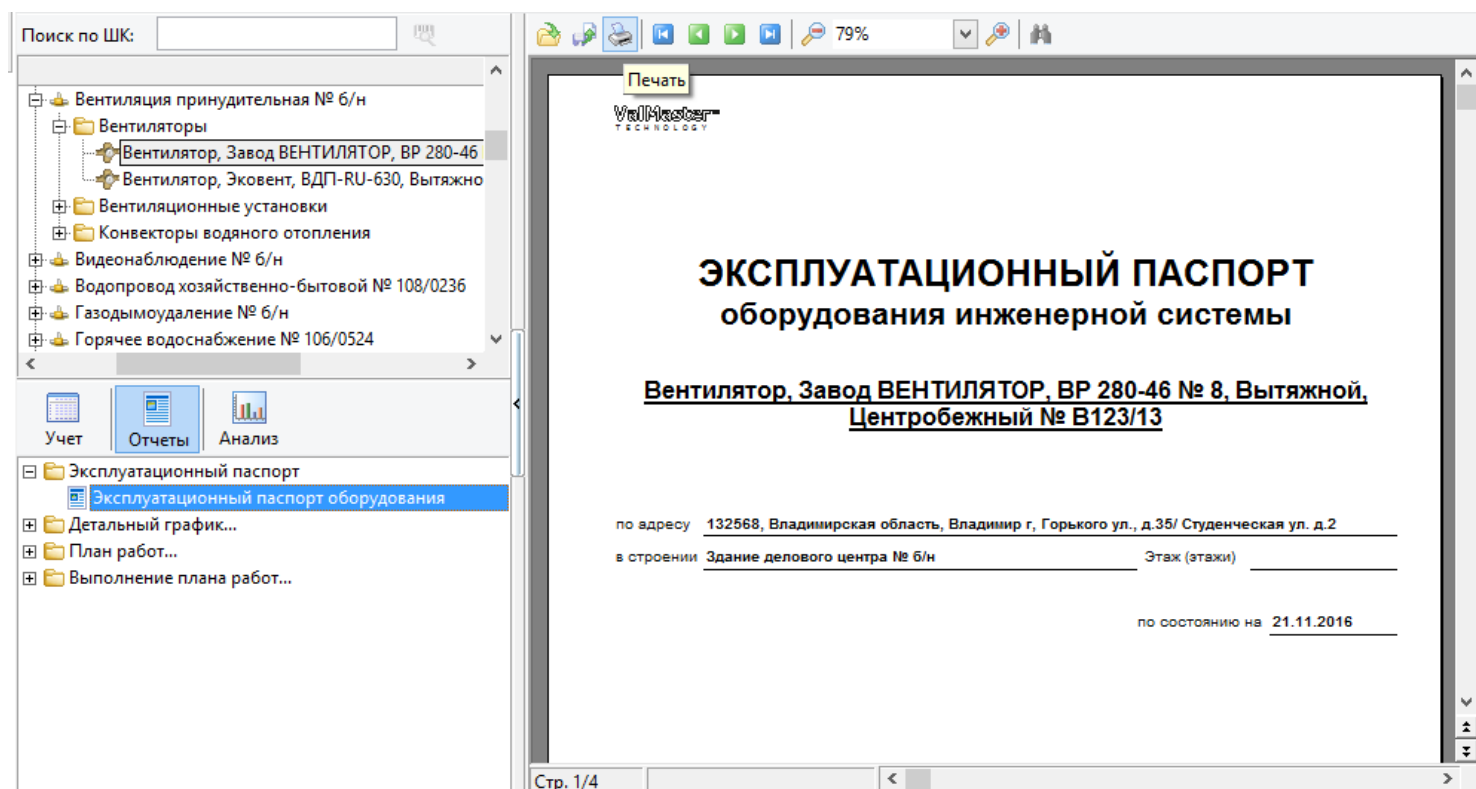 Поиск по ШК:
Вентиляция принудительная № б/н
Вентиляторы
Вентилятор, Завод ВЕНТИЛЯТОР, ВР 280-46
Вентилятор, Эковент, ВДП-RU-630, Вытяжно
Вентиляционные установки
Конвекторы водяного отопления
Видеонаблюдение № б/н
Водопровод хозяйственно-бытовой № 108/0236
Газодымоудаление № б/н
Горячее водоснабжение № 106/0524
Учет
Отчеты
Анализ
Эксплуатационный паспорт
Эксплуатационный паспорт оборудования
Детальный график...
План работ...
Выполнение плана работ...
79%
Печать
ValMaster™
TECHNOLOGY
ЭКСПЛУАТАЦИОННЫЙ ПАСПОРТ
оборудования инженерной системы
Вентилятор, Завод ВЕНТИЛЯТОР, ВР 280-46 № 8, Вытяжной,
Центробежный № В123/13
по адресу 132568, Владимирская область, Владимир г, Горького ул., д.35/ Студенческая ул. д.2
в строении Здание делового центра № б/н Этаж (этажи)
по состоянию на 21.11.2016
Стр. 1/4